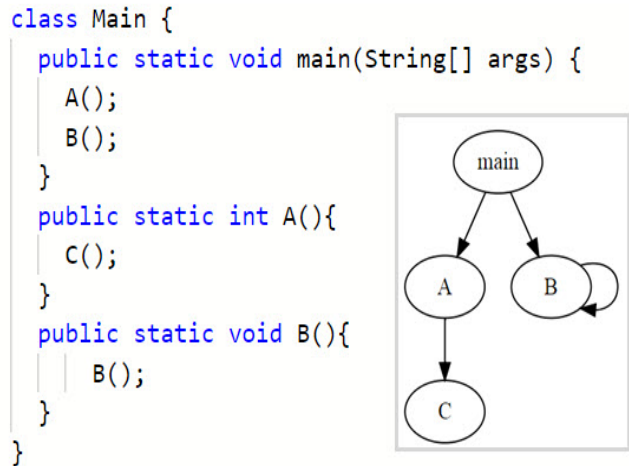 class Main {
public static void main(String[] args) {
A();
B();
}
public static int A(){
C();
}
public static void B(){
B();
}
}
main
A
B
C